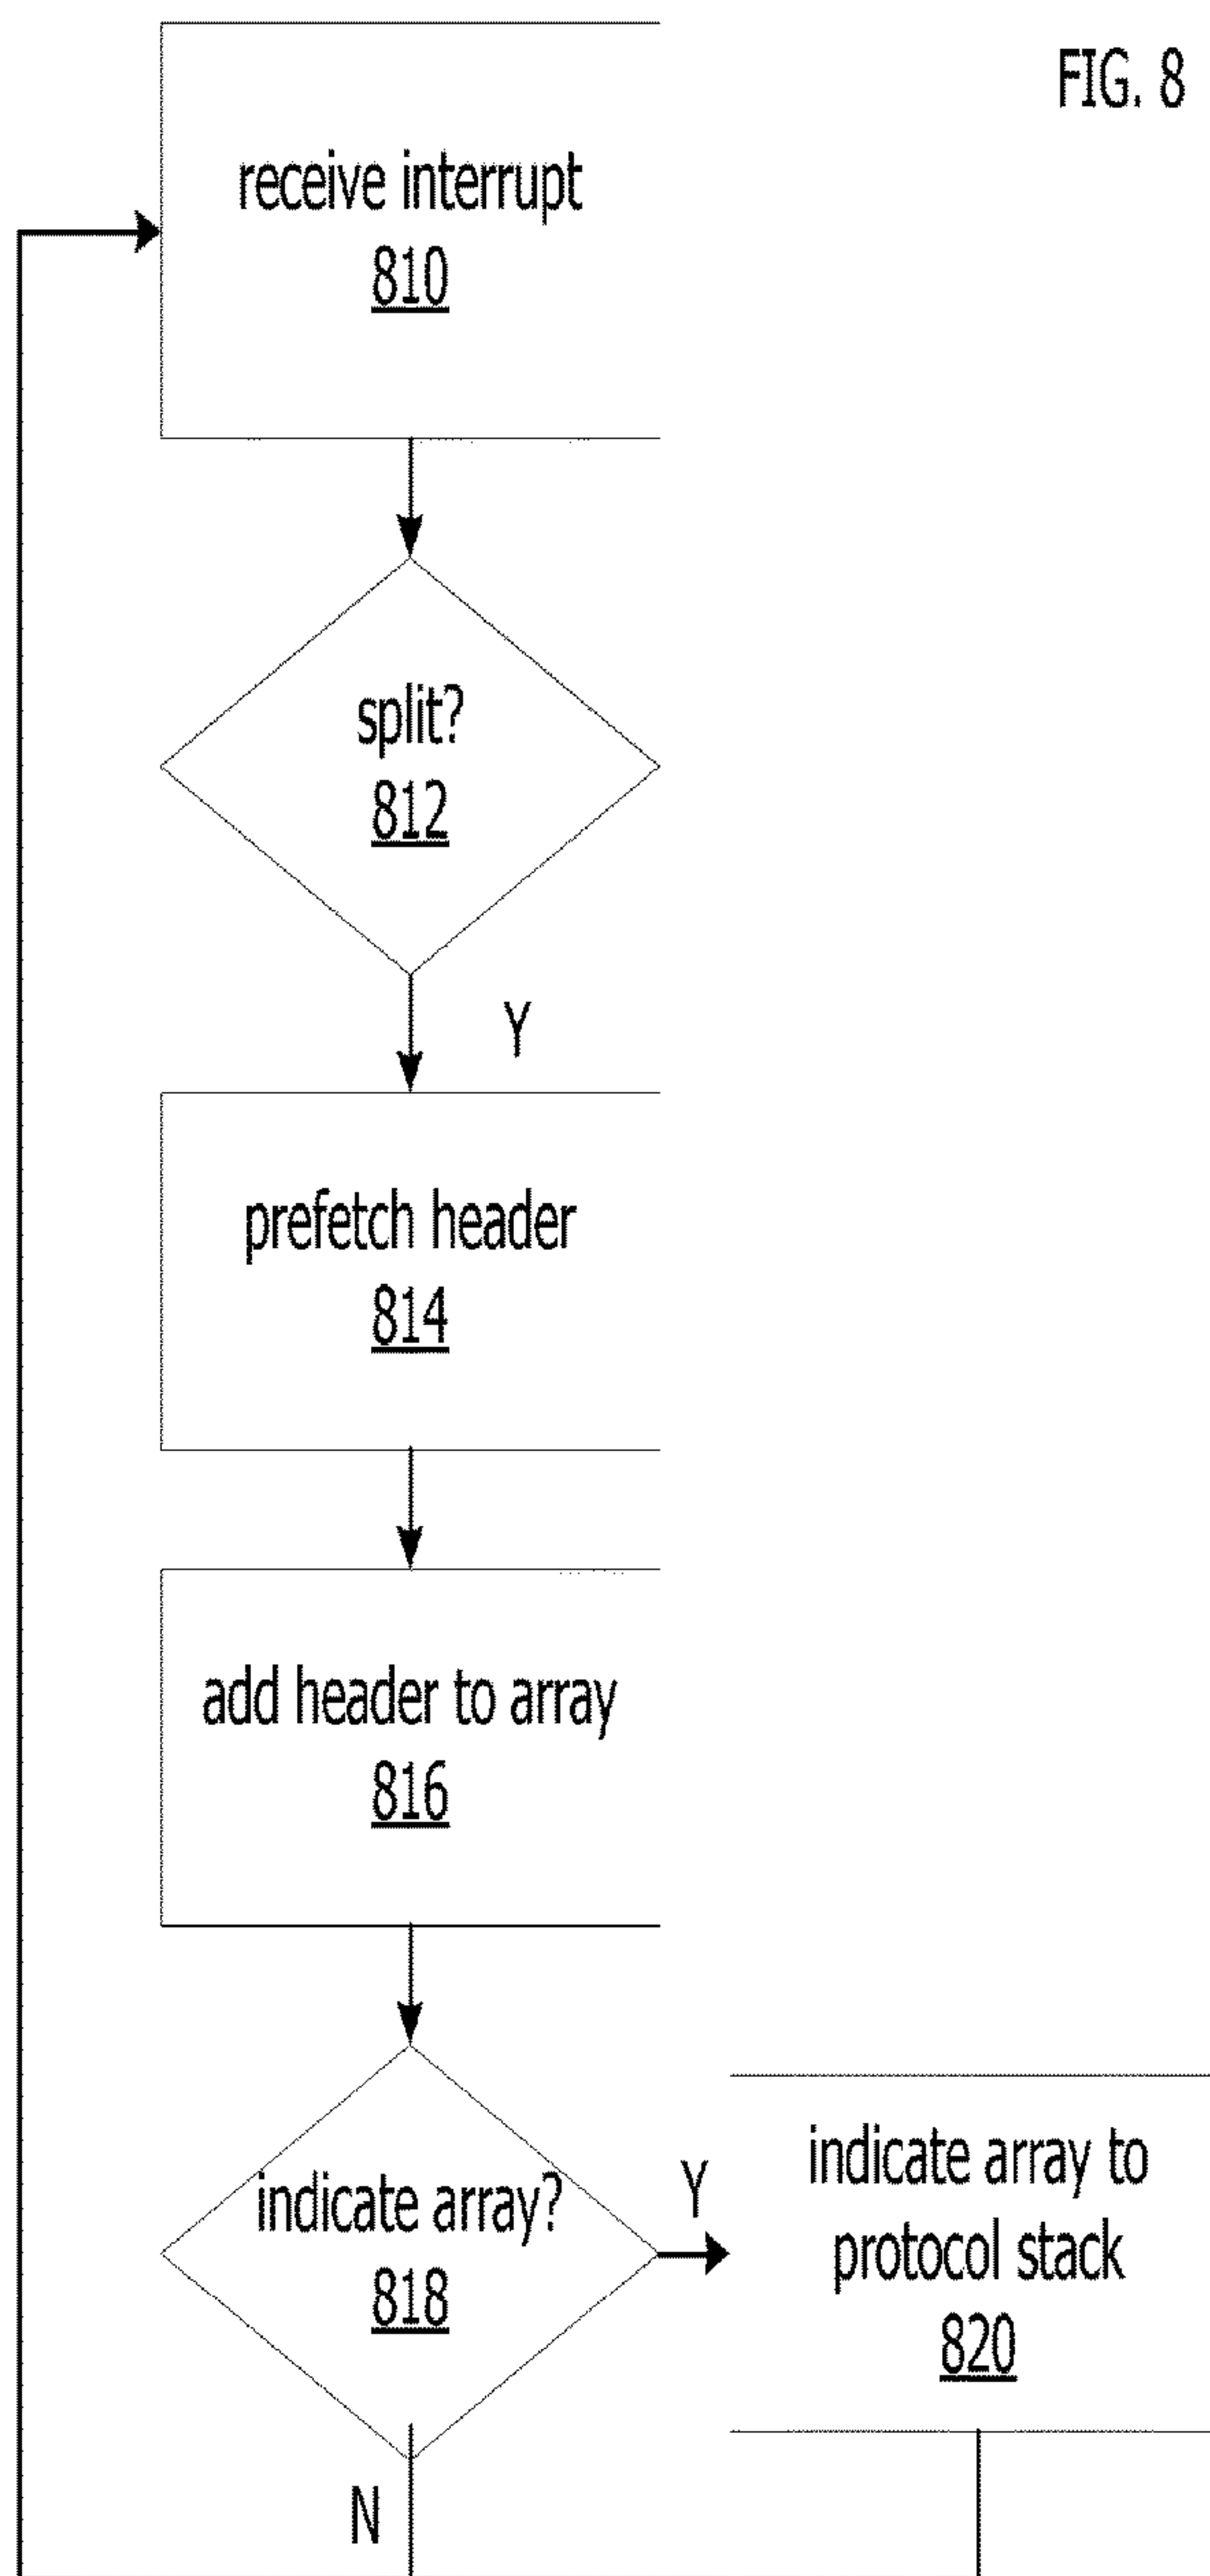 FIG. 8
receive interrupt
810
split?
812
Y
prefetch header
814
add header to array
816
indicate array?
818
Y
indicate array to
protocol stack
820
N